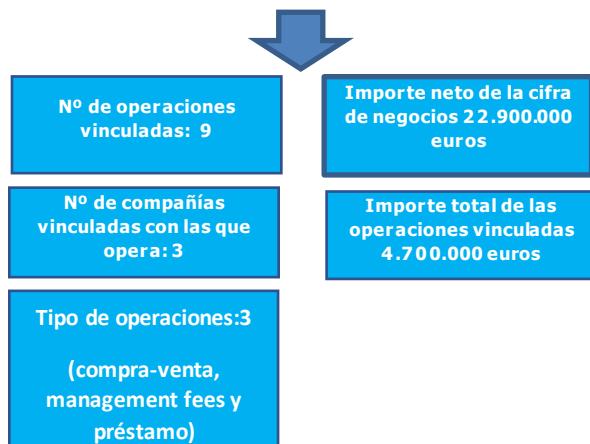 Nº de operaciones
vinculadas: 9
Importe neto de la cifra
de negocios 22.900.000
euros
Nº de compañías
vinculadas con las que
opera: 3
Importe total de las
operaciones vinculadas
4.700.000 euros
Tipo de operaciones:3
(compra-venta,
management fees y
préstamo)